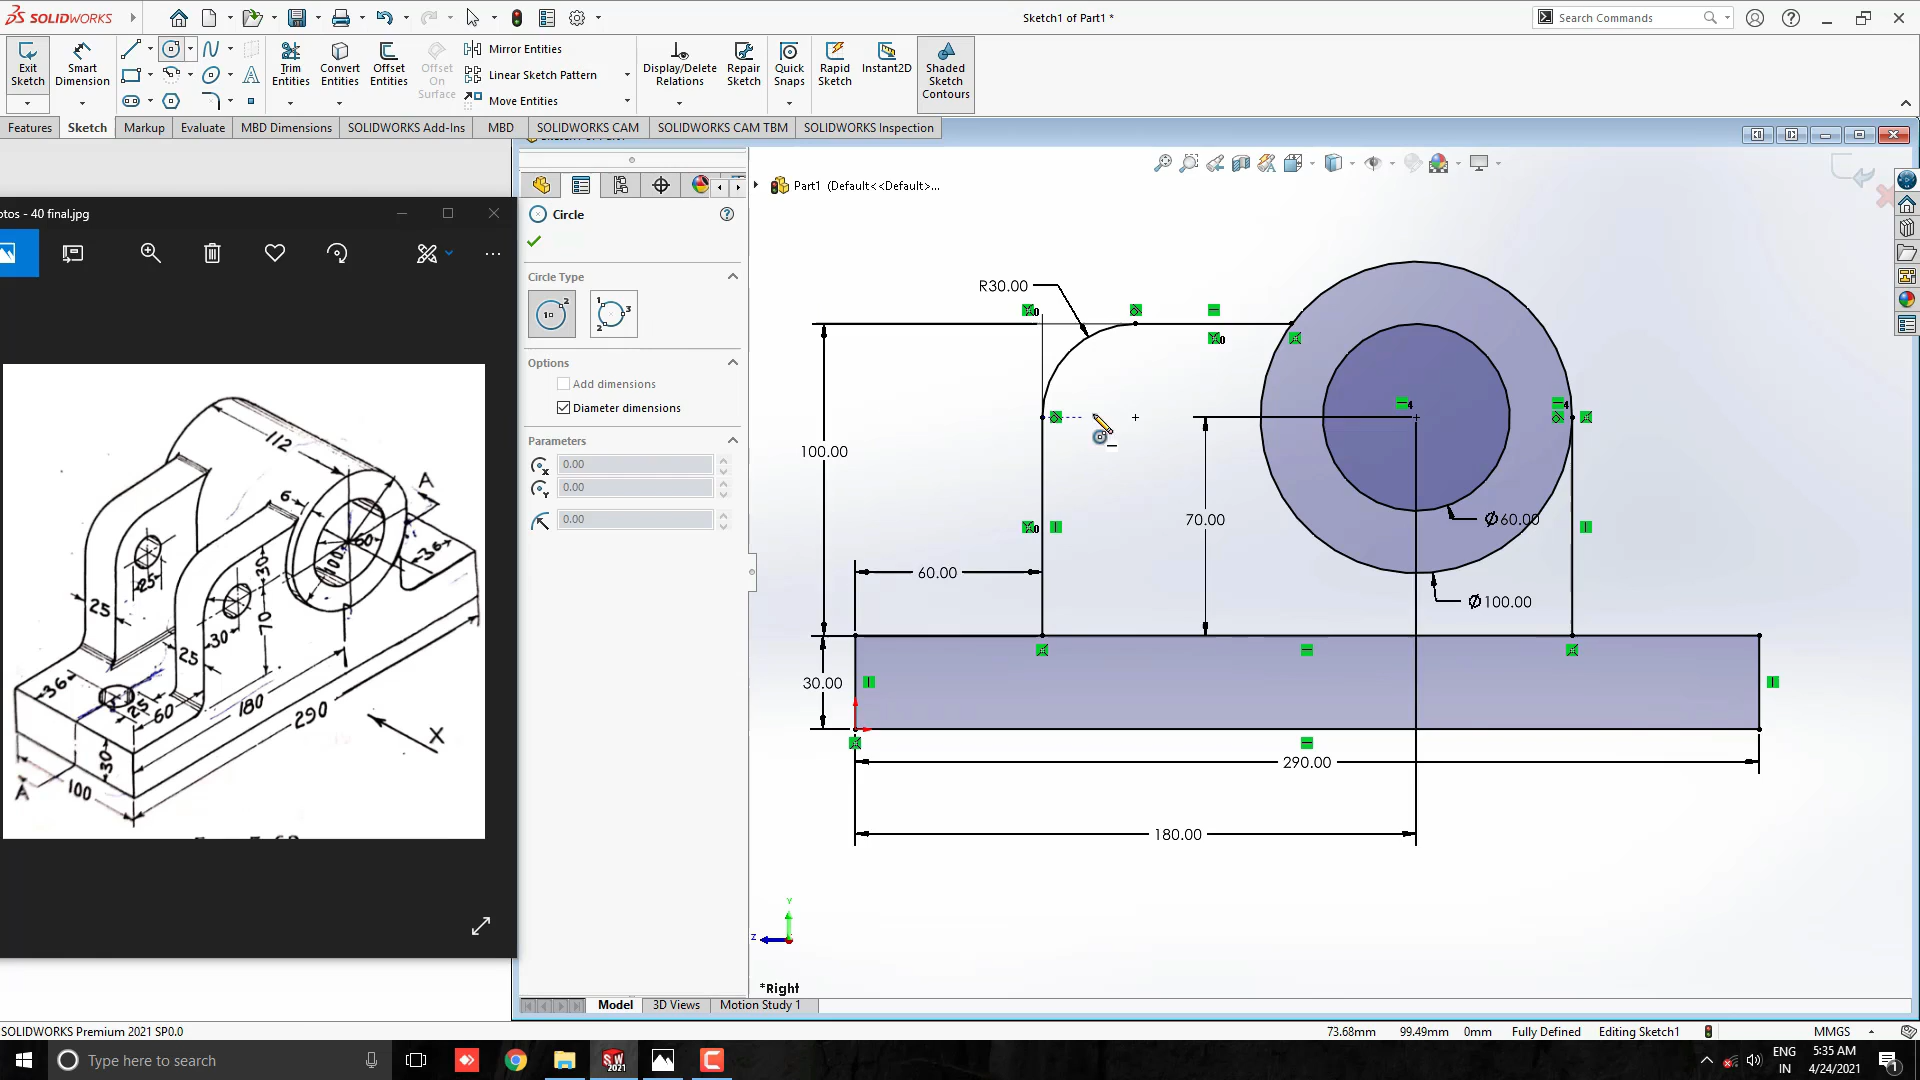 SOLIDWORKS
Sketch1 of Part1 *
Search Commands
Exit Sketch
Smart Dimension
Trim Entities
Convert Entities
Offset Entities
Offset On Surface
Mirror Entities
Linear Sketch Pattern
Move Entities
Display/Delete Relations
Repair Sketch
Quick Snaps
Rapid Sketch
Instant2D
Shaded Sketch Contours
Features
Sketch
Markup
Evaluate
MBD Dimensions
SOLIDWORKS Add-Ins
MBD
SOLIDWORKS CAM
SOLIDWORKS CAM TBM
SOLIDWORKS Inspection
otos - 40 final.jpg
112
A
6
60
100
36
30
25
70
25
30
25
36
25
60
180
290
X
30
A
100
Circle
Circle Type
Options
Add dimensions
Diameter dimensions
Parameters
0.00
0.00
0.00
Part1 (Default<<Default>...
R30.00
100.00
70.00
Ø60.00
60.00
Ø100.00
30.00
290.00
180.00
Y
Z
*Right
Model
3D Views
Motion Study 1
SOLIDWORKS Premium 2021 SP0.0
73.68mm
99.49mm
0mm
Fully Defined
Editing Sketch1
MMGS
Type here to search
SW 2021
ENG
IN
5:35 AM
4/24/2021
1